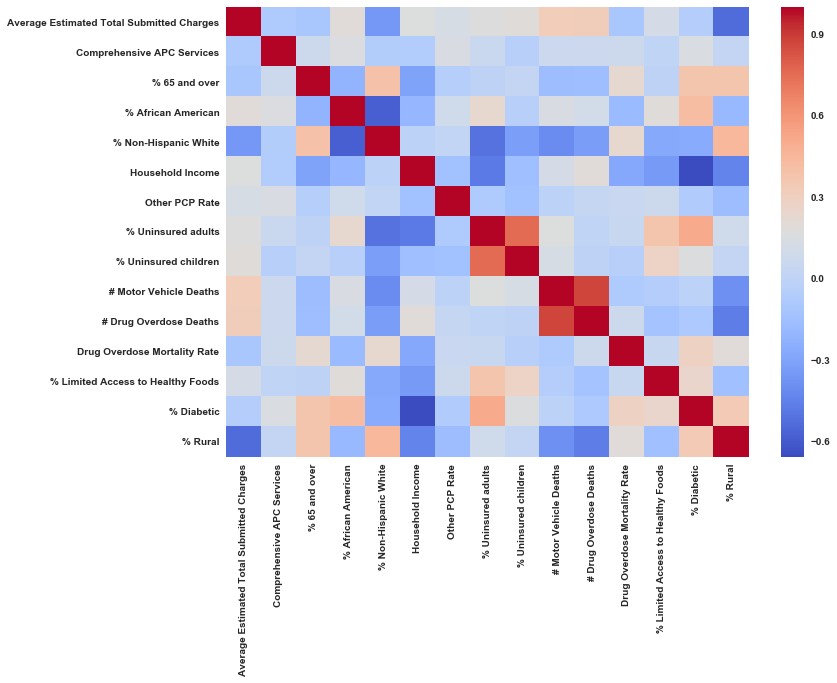 Average Estimated Total Submitted Charges
Comprehensive APC Services
% 65 and over
% African American
% Non-Hispanic White
Household Income
Other PCP Rate
% Uninsured adults
% Uninsured children
# Motor Vehicle Deaths
# Drug Overdose Deaths
Drug Overdose Mortality Rate
% Limited Access to Healthy Foods
% Diabetic
% Rural
Average Estimated Total Submitted Charges
Comprehensive APC Services
% 65 and over
% African American
% Non-Hispanic White
Household Income
Other PCP Rate
% Uninsured adults
% Uninsured children
# Motor Vehicle Deaths
# Drug Overdose Deaths
Drug Overdose Mortality Rate
% Limited Access to Healthy Foods
% Diabetic
% Rural
0.9
0.6
0.3
0.0
−0.3
−0.6